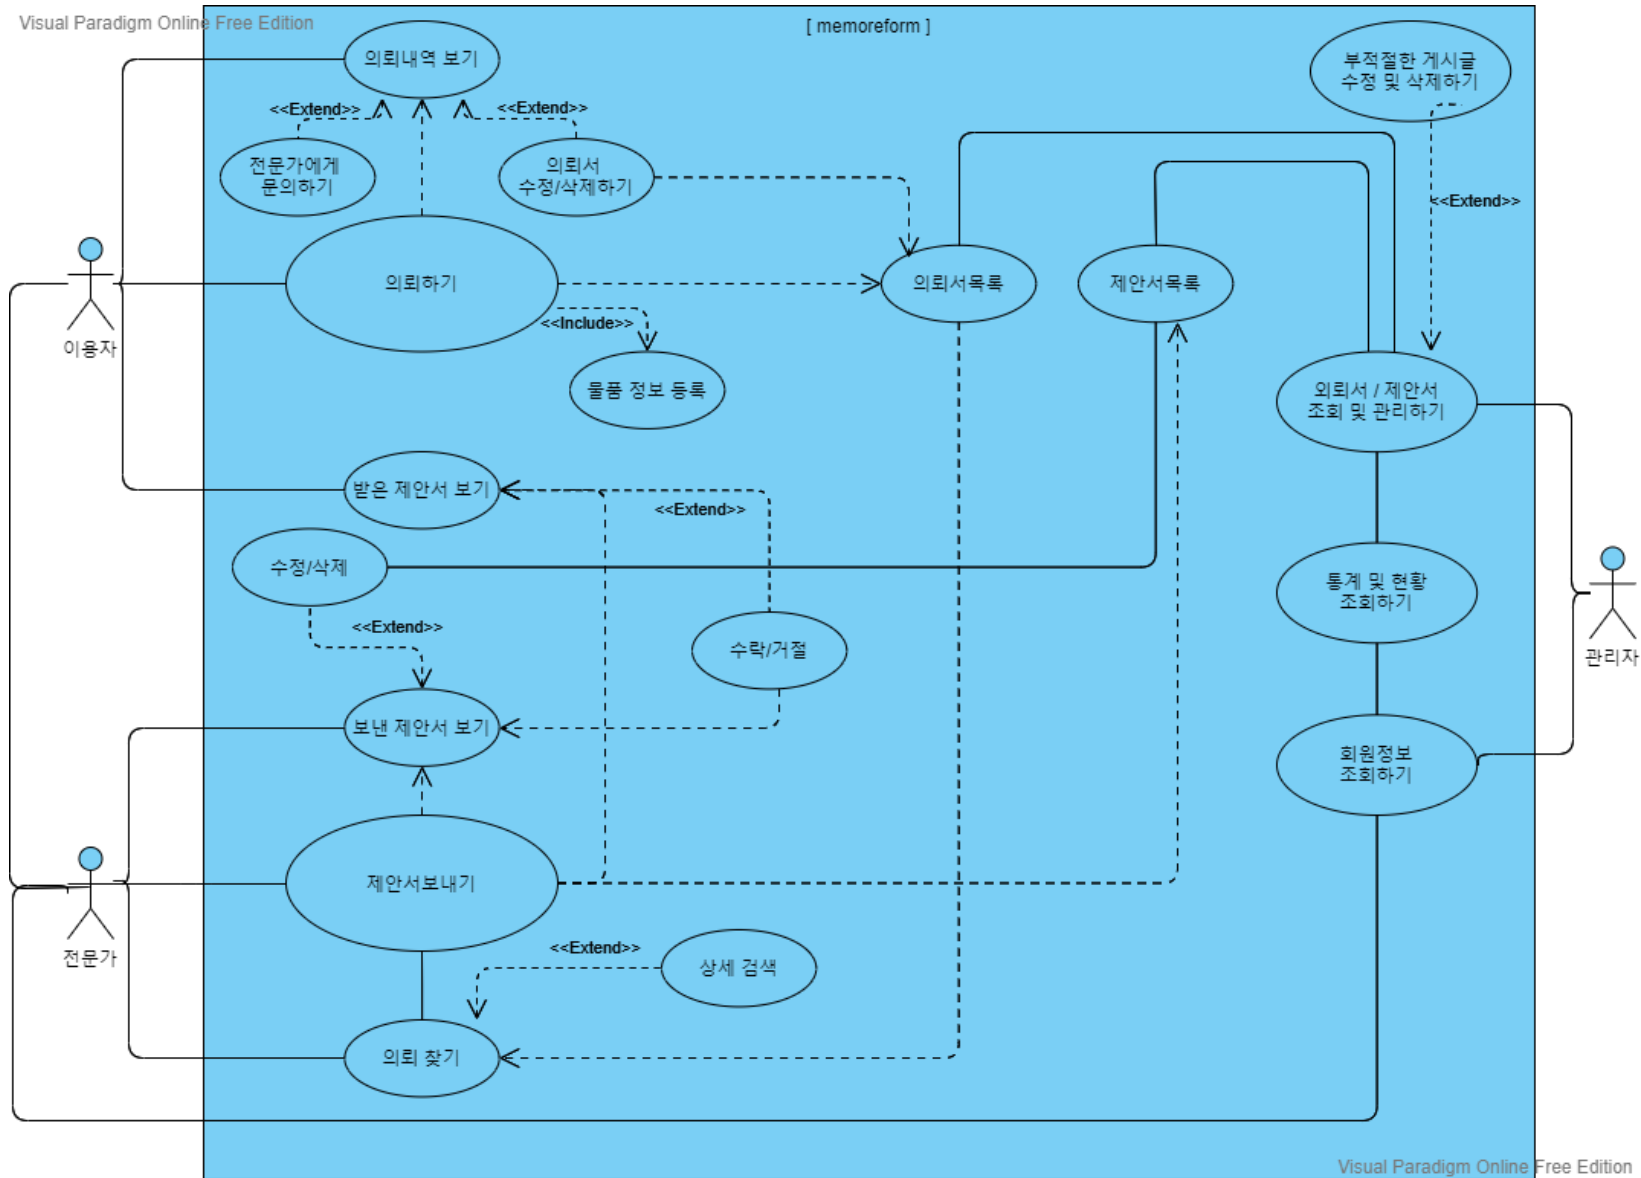 Visual Paradigm Online Free Edition
[ memoreform ]
의뢰내역 보기
부적절한 게시글
수정 및 삭제하기
<<Extend>>
<<Extend>>
전문가에게
문의하기
의뢰서
수정/삭제하기
<<Extend>>
의뢰하기
의뢰서목록
제안서목록
이용자
<<Include>>
물품 정보 등록
외뢰서 / 제안서
조회 및 관리하기
받은 제안서 보기
<<Extend>>
수정/삭제
통계 및 현황
조회하기
<<Extend>>
수락/거절
관리자
보낸 제안서 보기
회원정보
조회하기
제안서보내기
전문가
<<Extend>>
상세 검색
의뢰 찾기
Visual Paradigm Online Free Edition